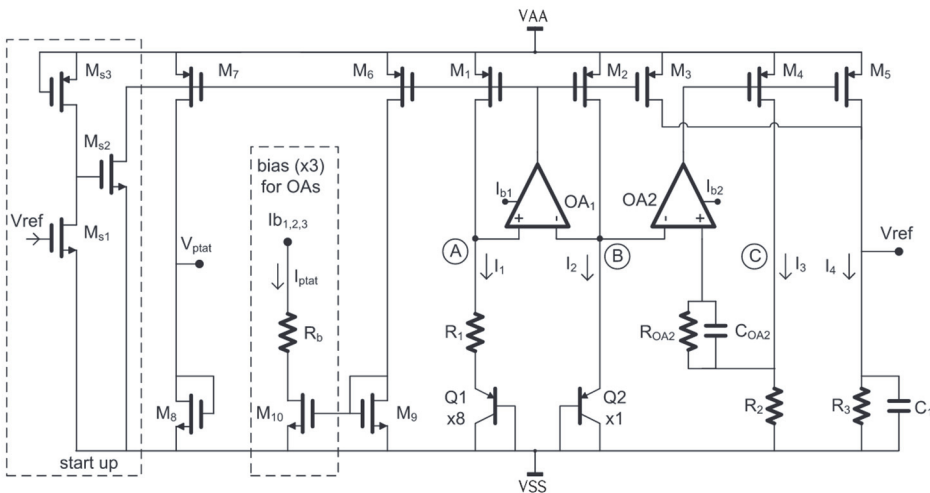 VAA
Ms3
M7
M6
M1
M2
M3
M4
M5
Ms2
bias (x3)
for OAs
Ib1
OA1
OA2
Ib2
Vref
Ms1
Vptat
Ib1,2,3
Iptat
Rb
A
I1
I2
B
C
I3
I4
Vref
R1
ROA2
COA2
M8
M10
M9
Q1
x8
Q2
x1
R2
R3
start up
VSS